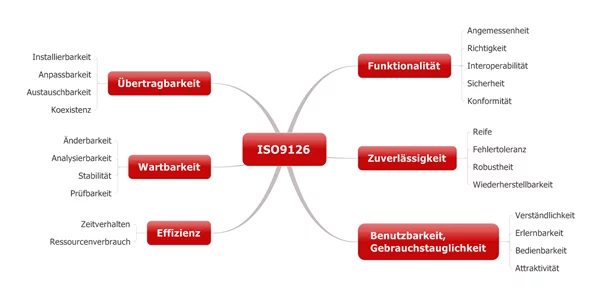 ISO9126
Funktionalität
Angemessenheit
Richtigkeit
Interoperabilität
Sicherheit
Konformität
Zuverlässigkeit
Reife
Fehlertoleranz
Robustheit
Wiederherstellbarkeit
Benutzbarkeit,
Gebrauchstauglichkeit
Verständlichkeit
Erlernbarkeit
Bedienbarkeit
Attraktivität
Übertragbarkeit
Installierbarkeit
Anpassbarkeit
Austauschbarkeit
Koexistenz
Wartbarkeit
Änderbarkeit
Analysierbarkeit
Stabilität
Prüfbarkeit
Effizienz
Zeitverhalten
Ressourcenverbrauch